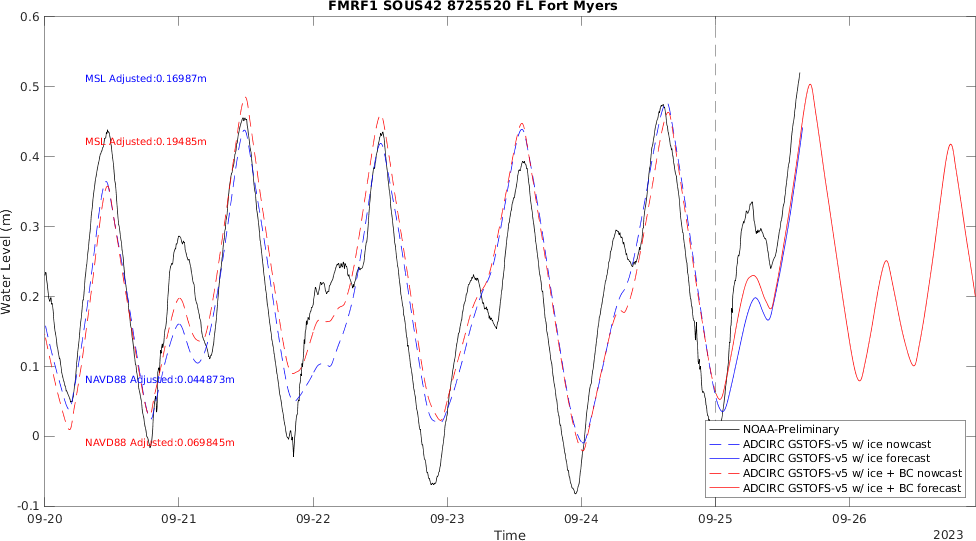 FMRF1 SOUS42 8725520 FL Fort Myers
0.6
0.5
0.4
0.3
0.2
0.1
0
-0.1
Water Level (m)
MSL Adjusted:0.16987m
MSL Adjusted:0.19485m
NAVD88 Adjusted:0.044873m
NAVD88 Adjusted:0.069845m
NOAA-Preliminary
ADCIRC GSTOFS-v5 w/ ice nowcast
ADCIRC GSTOFS-v5 w/ ice forecast
ADCIRC GSTOFS-v5 w/ ice + BC nowcast
ADCIRC GSTOFS-v5 w/ ice + BC forecast
09-20 09-21 09-22 09-23 09-24 09-25 09-26
Time
2023